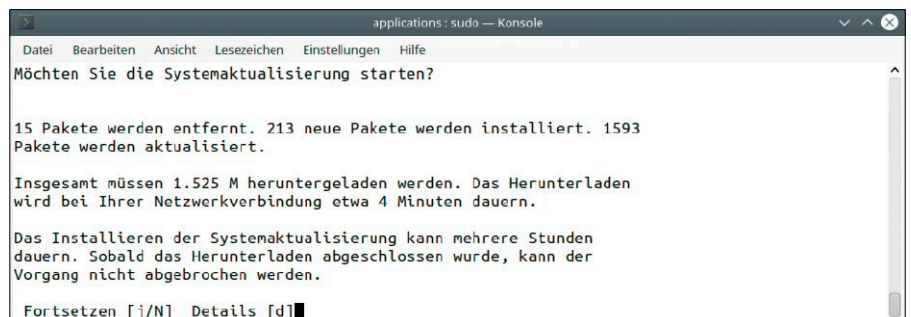 applications : sudo — Konsole
Datei Bearbeiten Ansicht Lesezeichen Einstellungen Hilfe
Möchten Sie die Systemaktualisierung starten?
15 Pakete werden entfernt. 213 neue Pakete werden installiert. 1593
Pakete werden aktualisiert.
Insgesamt müssen 1.525 M heruntergeladen werden. Das Herunterladen
wird bei Ihrer Netzwerkverbindung etwa 4 Minuten dauern.
Das Installieren der Systemaktualisierung kann mehrere Stunden
dauern. Sobald das Herunterladen abgeschlossen wurde, kann der
Vorgang nicht abgebrochen werden.
Fortsetzen [j/N] Details [d]